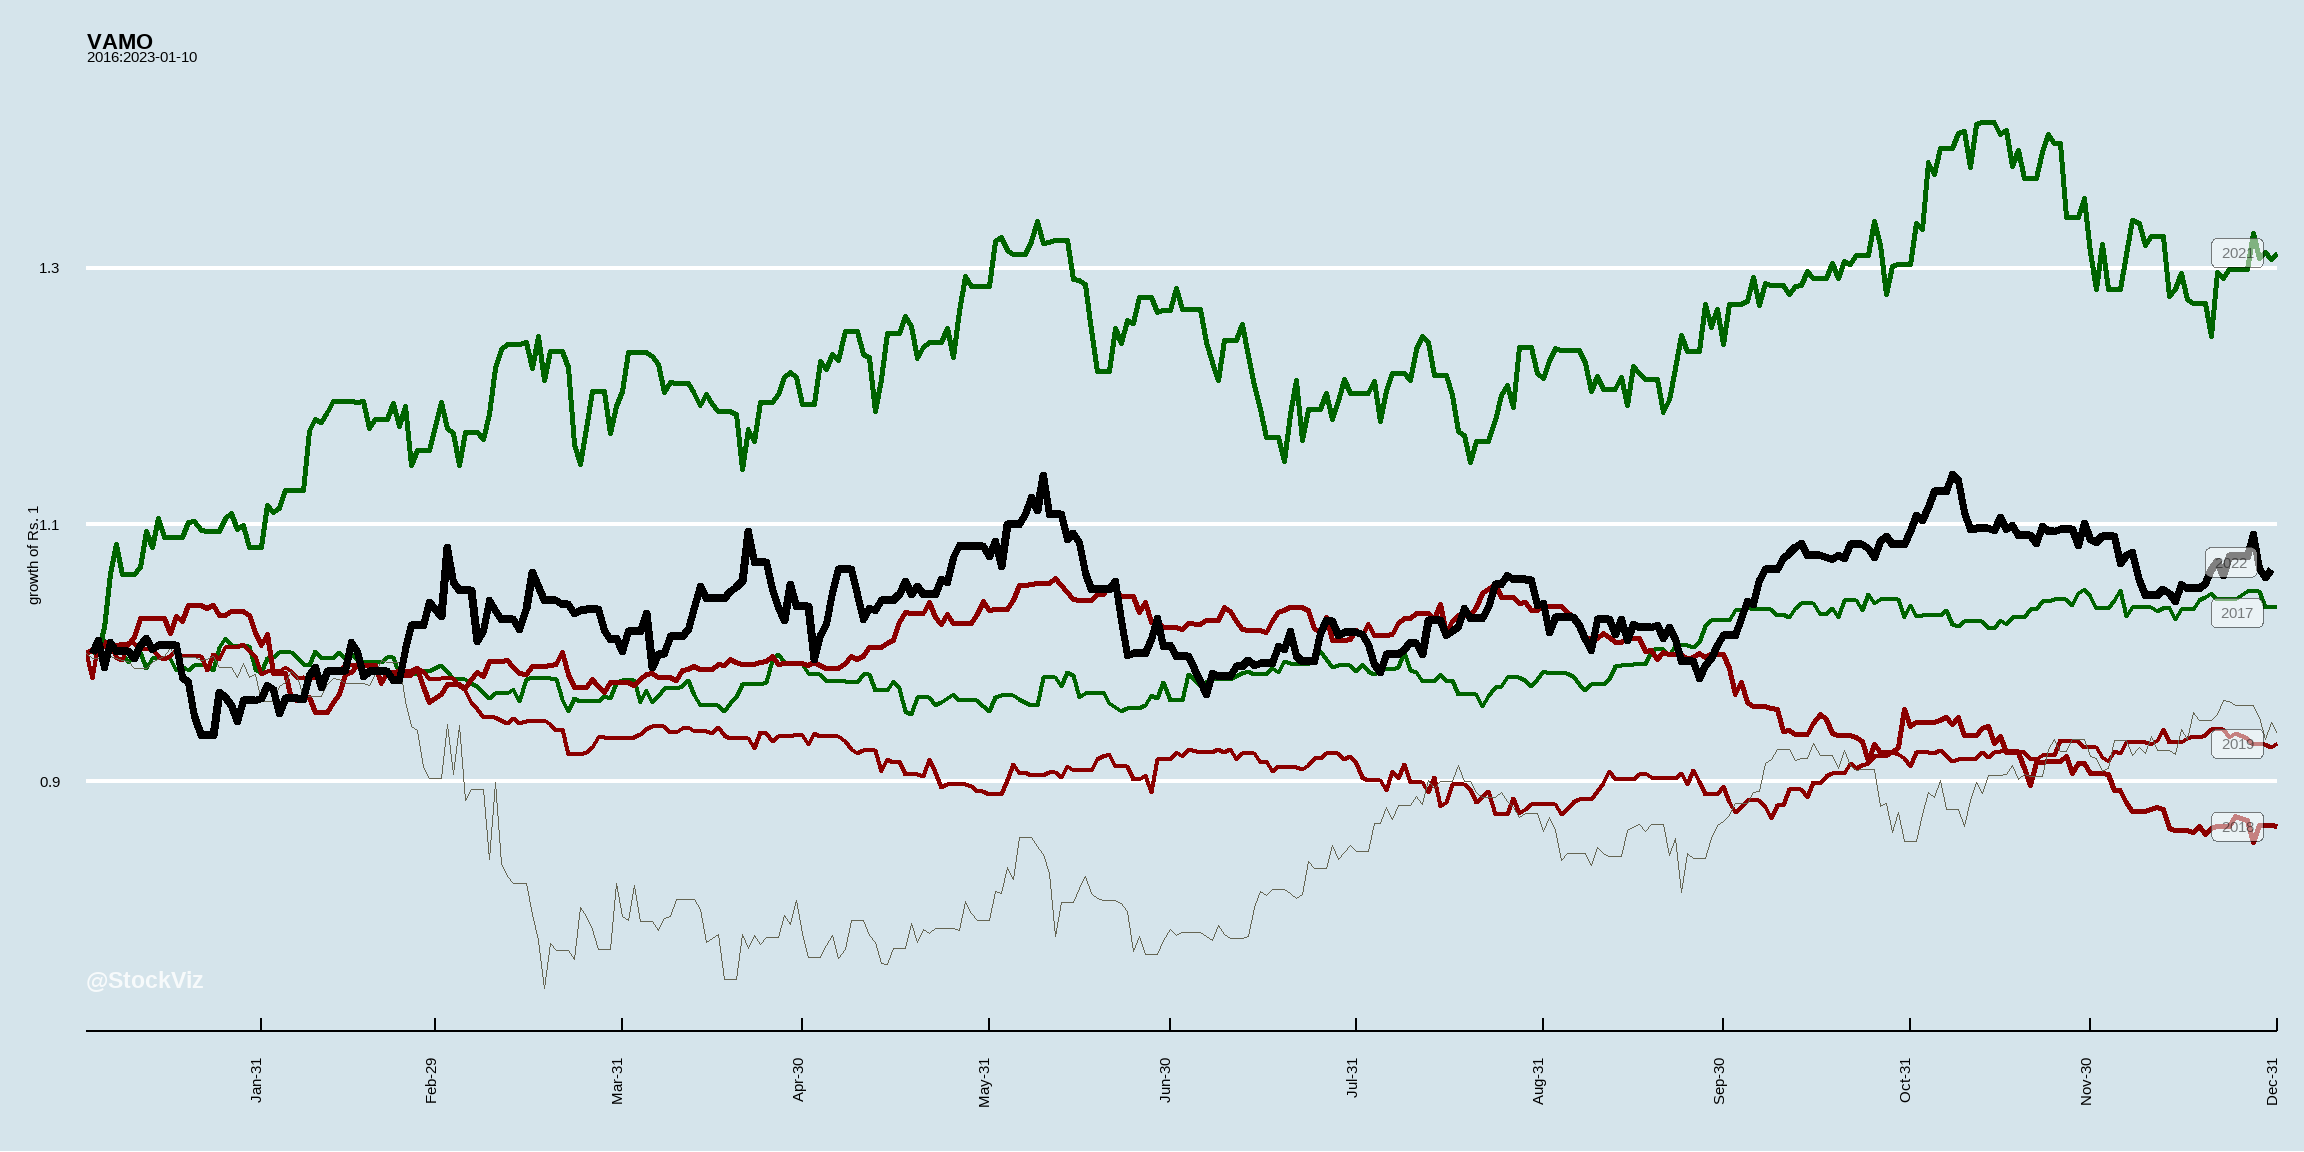 VAMO
2016:2023-01-10
growth of Rs. 1
1.3
1.1
0.9
2021
2022
2017
2019
2018
@StockViz
Jan-31
Feb-29
Mar-31
Apr-30
May-31
Jun-30
Jul-31
Aug-31
Sep-30
Oct-31
Nov-30
Dec-31